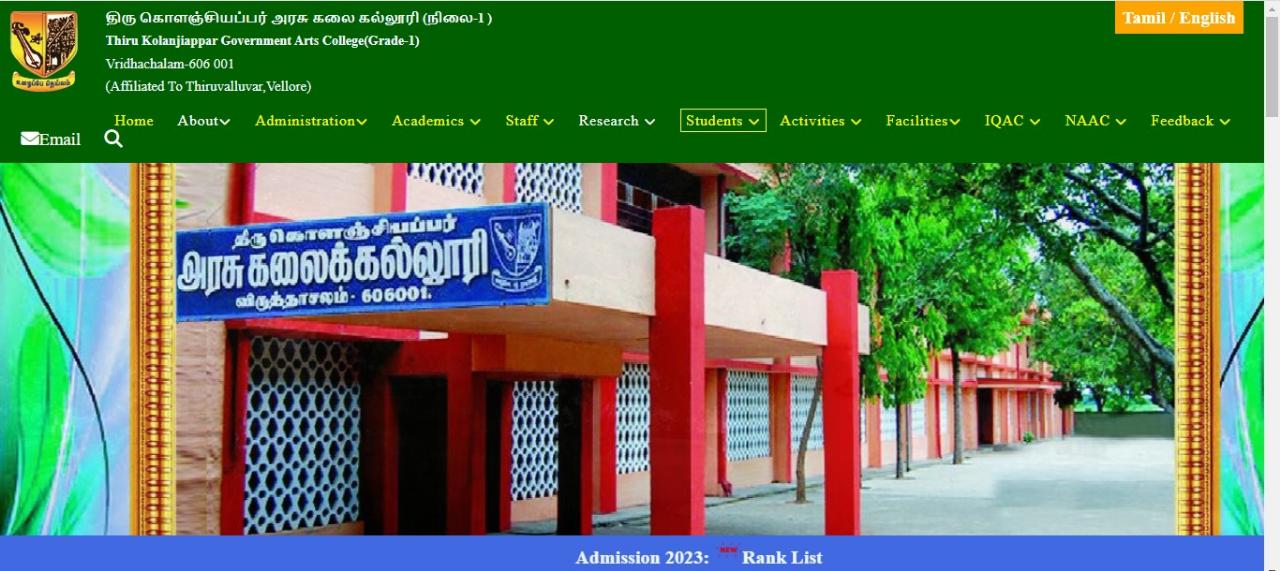 திரு கொளஞ்சியப்பர் அரசு கலை கல்லூரி (நிலை-1 )
Tamil / English
Thiru Kolanjiappar Government Arts College(Grade-1)
Vridhachalam-606 001
(Affiliated To Thiruvalluvar,Vellore)
Home About Administration Academics Staff Research Students Activities Facilities IQAC NAAC Feedback
Email
திரு கொளஞ்சியப்பர்
அரசு கலைக்கல்லூரி
விருத்தாசலம் - 606001.
Admission 2023: NEW Rank List